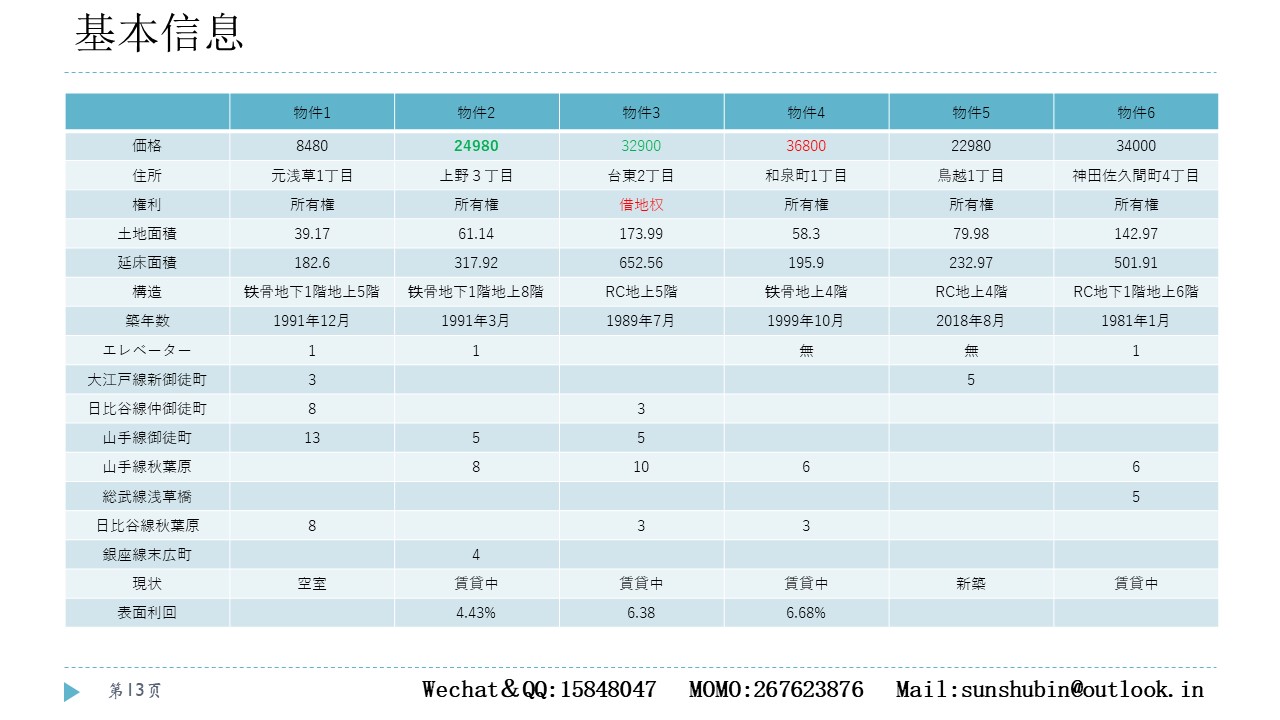 基本信息
物件1 物件2 物件3 物件4 物件5 物件6
価格 8480 24980 32900 36800 22980 34000
住所 元浅草1丁目 上野３丁目 台東2丁目 和泉町1丁目 鳥越1丁目 神田佐久間町4丁目
権利 所有権 所有権 借地权 所有権 所有権 所有権
土地面積 39.17 61.14 173.99 58.3 79.98 142.97
延床面積 182.6 317.92 652.56 195.9 232.97 501.91
構造 鉄骨地下1階地上5階 鉄骨地下1階地上8階 RC地上5階 鉄骨地上4階 RC地上4階 RC地下1階地上6階
築年数 1991年12月 1991年3月 1989年7月 1999年10月 2018年8月 1981年1月
エレベーター 1 1 無 無 1
大江戸線新御徒町 3 5
日比谷線仲御徒町 8 3
山手線御徒町 13 5 5
山手線秋葉原 8 10 6 6
総武線浅草橋 5
日比谷線秋葉原 8 3 3
銀座線末広町 4
現状 空室 賃貸中 賃貸中 賃貸中 新築 賃貸中
表面利回 4.43% 6.38 6.68%
第13页 Wechat＆QQ:15848047 MOMO:267623876 Mail:sunshubin@outlook.in